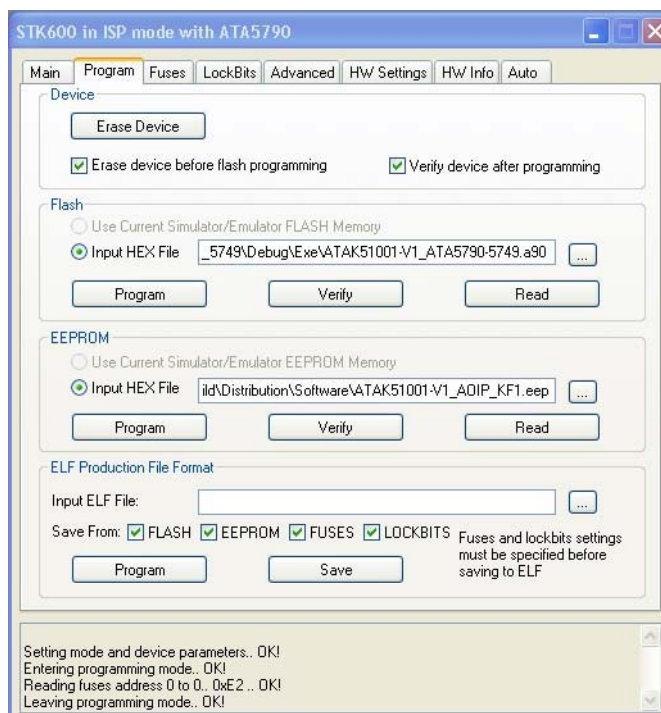 STK600 in ISP mode with ATA5790
Main Program Fuses LockBits Advanced HW Settings HW Info Auto
Device
Erase Device
Erase device before flash programming Verify device after programming
Flash
Use Current Simulator/Emulator FLASH Memory
Input HEX File _5749\Debug\Exe\ATAK51001-V1_ATA5790-5749.a90 ...
Program Verify Read
EEPROM
Use Current Simulator/Emulator EEPROM Memory
Input HEX File ild\Distribution\Software\ATAK51001-V1_AOIP_KF1.eep ...
Program Verify Read
ELF Production File Format
Input ELF File: ...
Save From: FLASH EEPROM FUSES LOCKBITS
Fuses and lockbits settings
must be specified before
saving to ELF
Program Save
Setting mode and device parameters.. OK!
Entering programming mode.. OK!
Reading fuses address 0 to 0.. 0xE2 .. OK!
Leaving programming mode.. OK!